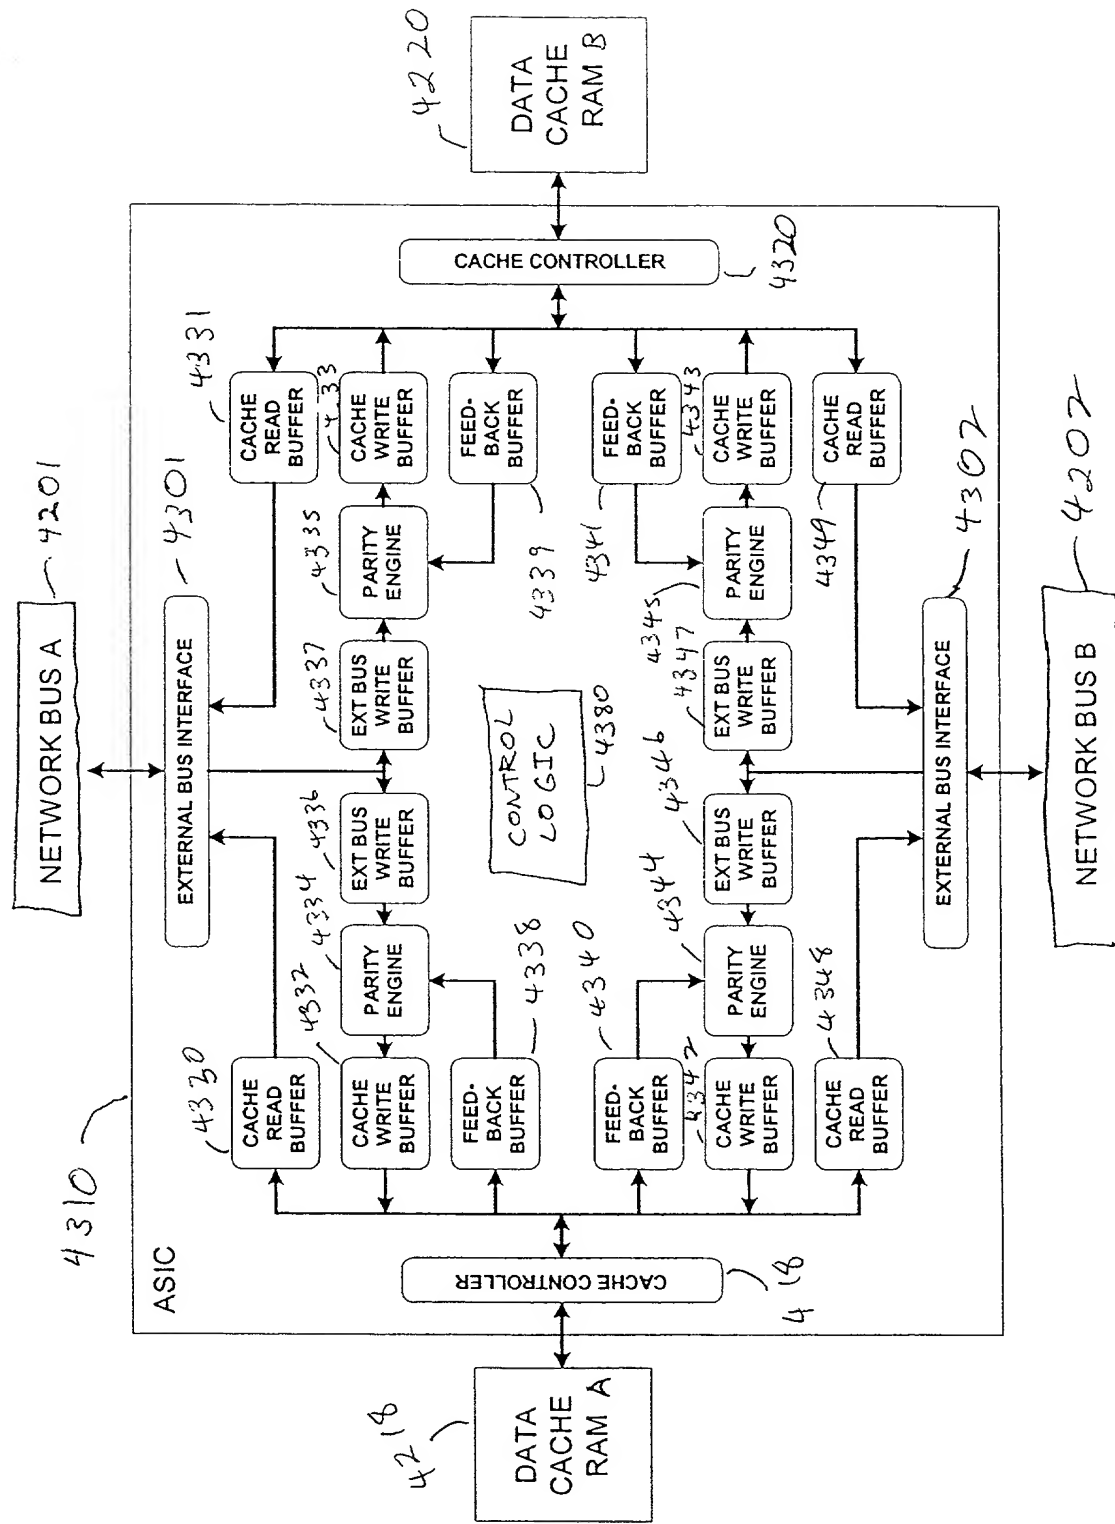 NETWORK BUS A
4201
4310
ASIC
EXTERNAL BUS INTERFACE
4301
4330
CACHE
READ
BUFFER
4331
CACHE
READ
BUFFER
4332
CACHE
WRITE
BUFFER
4334
PARITY
ENGINE
4336
EXT BUS
WRITE
BUFFER
4337
EXT BUS
WRITE
BUFFER
4335
PARITY
ENGINE
4333
CACHE
WRITE
BUFFER
FEED-
BACK
BUFFER
4338
FEED-
BACK
BUFFER
4339
4218
DATA
CACHE
RAM A
CACHE CONTROLLER
4 18
CONTROL
LOGIC
4380
CACHE CONTROLLER
4320
4220
DATA
CACHE
RAM B
FEED-
BACK
BUFFER
4340
FEED-
BACK
BUFFER
4341
4342
CACHE
WRITE
BUFFER
4344
PARITY
ENGINE
4346
EXT BUS
WRITE
BUFFER
4347
EXT BUS
WRITE
BUFFER
4345
PARITY
ENGINE
4343
CACHE
WRITE
BUFFER
4348
CACHE
READ
BUFFER
4349
CACHE
READ
BUFFER
EXTERNAL BUS INTERFACE
4302
NETWORK BUS B
4202